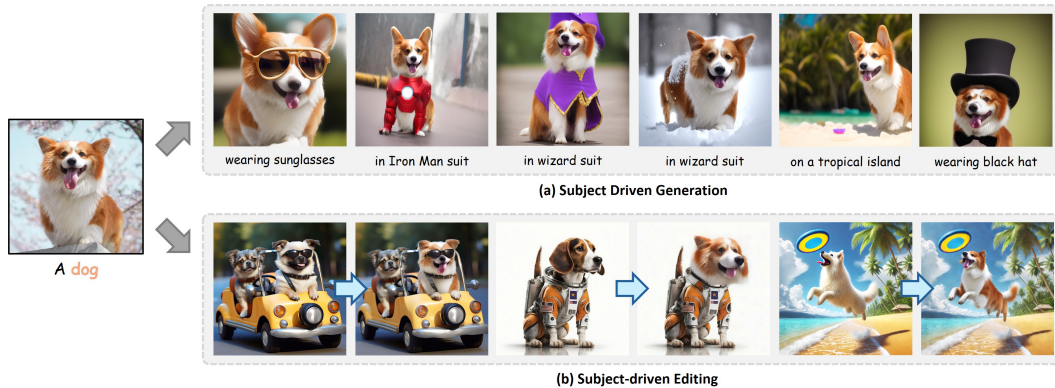 wearing sunglasses
in Iron Man suit
in wizard suit
in wizard suit
on a tropical island
wearing black hat
(a) Subject Driven Generation
A dog
(b) Subject-driven Editing